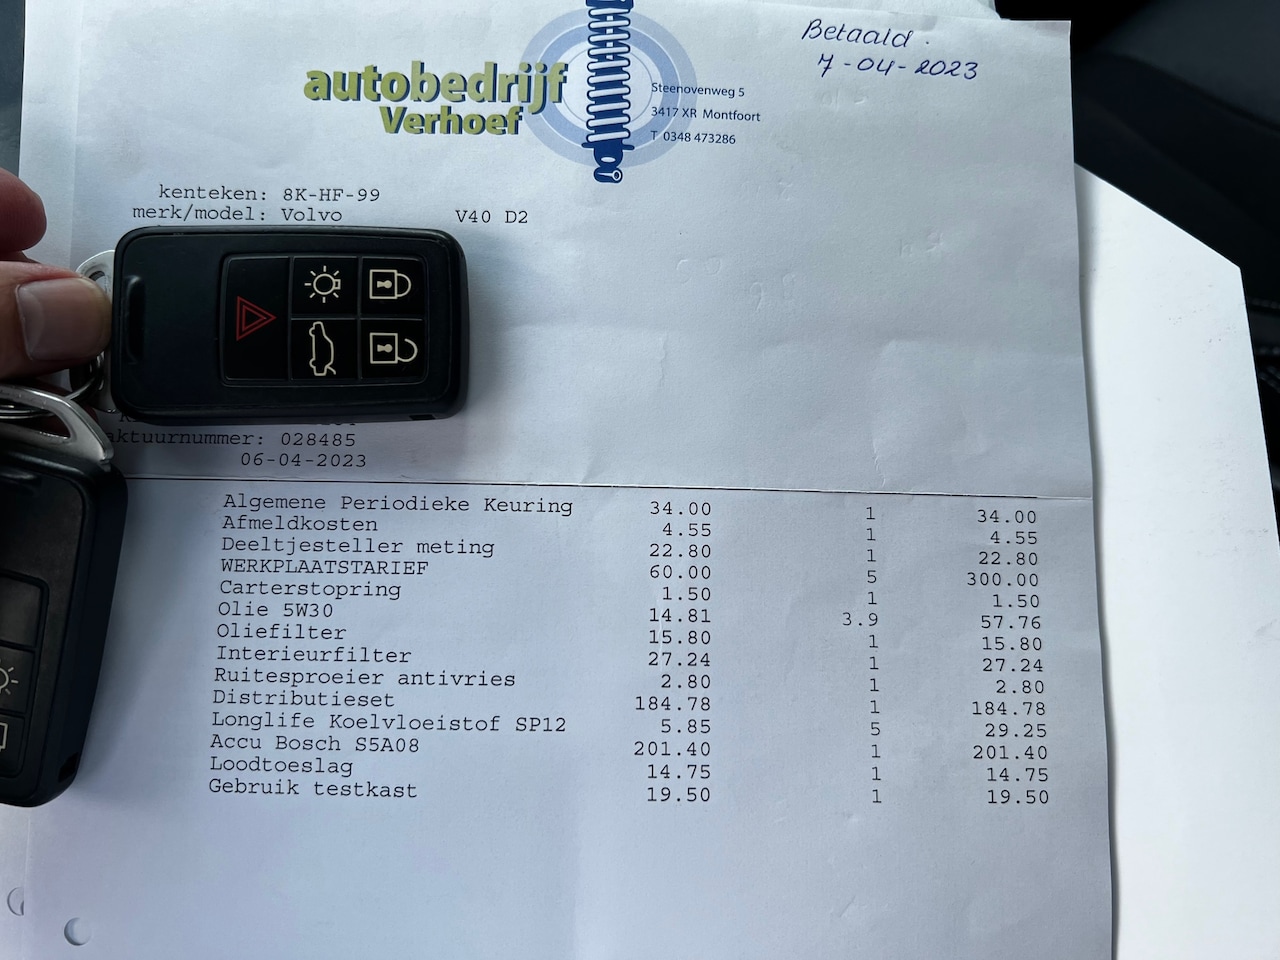 autobedrijf
Verhoef
Steenovenweg 5
3417 XR Montfoort
T 0348 473286
Betaald.
7-04-2023
kenteken: 8K-HF-99
merk/model: Volvo V40 D2
aktuurnummer: 028485
06-04-2023
Algemene Periodieke Keuring 34.00 1 34.00
Afmeldkosten 4.55 1 4.55
Deeltjesteller meting 22.80 1 22.80
WERKPLAATSTARIEF 60.00 5 300.00
Carterstopring 1.50 1 1.50
Olie 5W30 14.81 3.9 57.76
Oliefilter 15.80 1 15.80
Interieurfilter 27.24 1 27.24
Ruitesproeier antivries 2.80 1 2.80
Distributieset 184.78 1 184.78
Longlife Koelvloeistof SP12 5.85 5 29.25
Accu Bosch S5A08 201.40 1 201.40
Loodtoeslag 14.75 1 14.75
Gebruik testkast 19.50 1 19.50